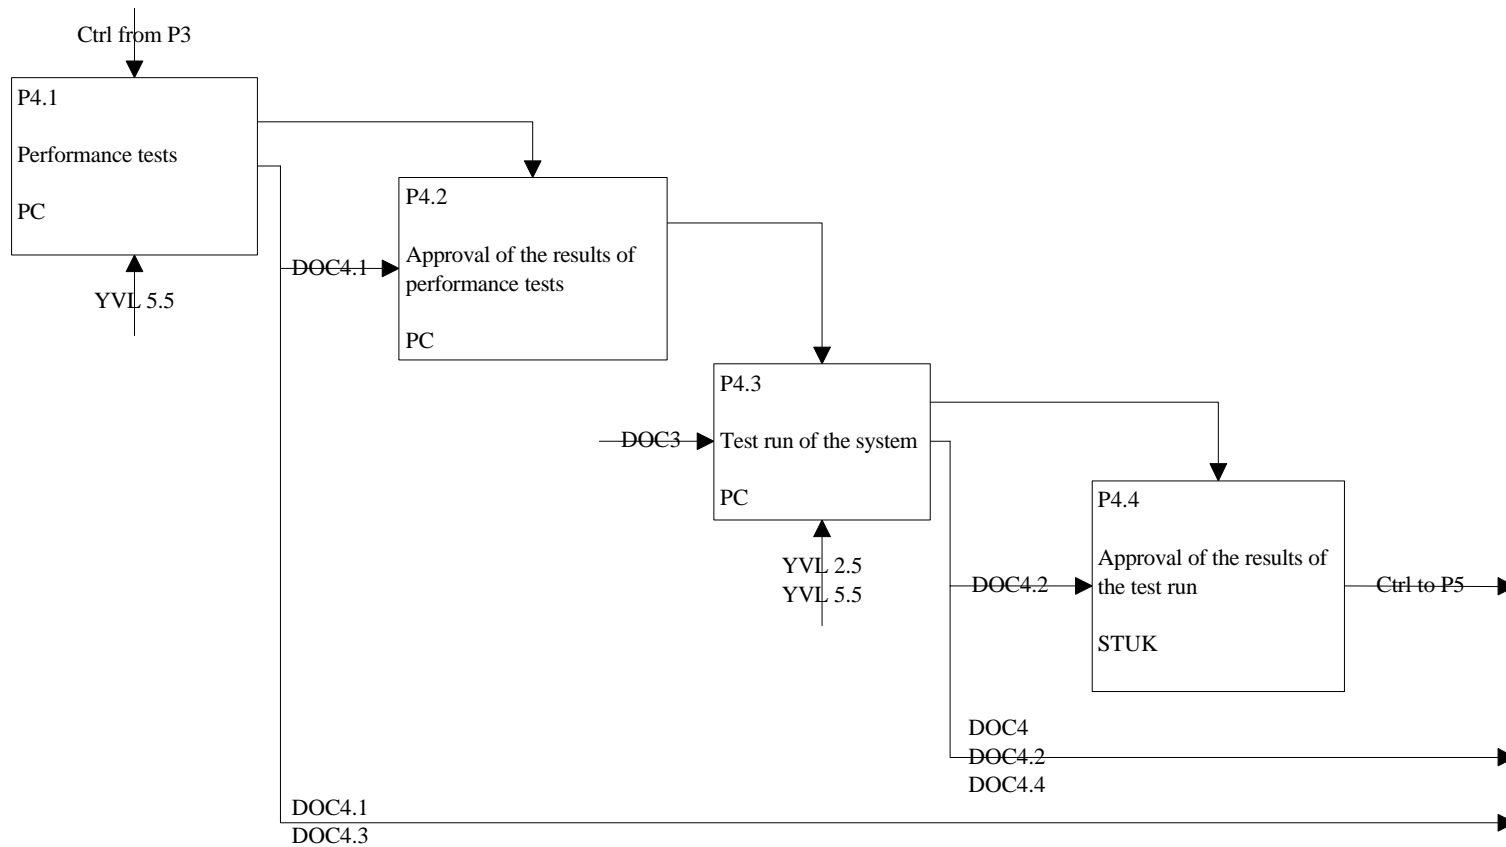 Ctrl from P3
P4.1
Performance tests
PC
YVL 5.5
DOC4.1
P4.2
Approval of the results of
performance tests
PC
DOC3
P4.3
Test run of the system
PC
YVL 2.5
YVL 5.5
DOC4.2
P4.4
Approval of the results of
the test run
STUK
Ctrl to P5
DOC4
DOC4.2
DOC4.4
DOC4.1
DOC4.3